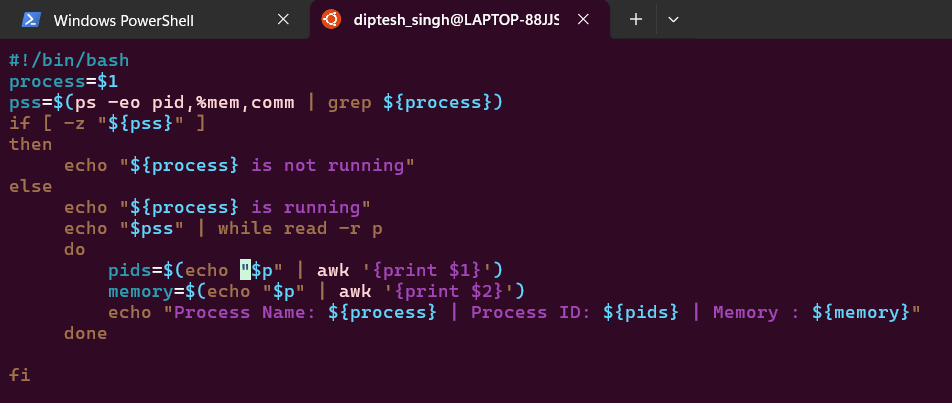 Windows PowerShell
diptesh_singh@LAPTOP-88JJS
#!/bin/bash
process=$1
pss=$(ps -eo pid,%mem,comm | grep ${process})
if [ -z "${pss}" ]
then
     echo "${process} is not running"
else
     echo "${process} is running"
     echo "$pss" | while read -r p
     do
         pids=$(echo "$p" | awk '{print $1}')
         memory=$(echo "$p" | awk '{print $2}')
         echo "Process Name: ${process} | Process ID: ${pids} | Memory : ${memory}"
     done
fi